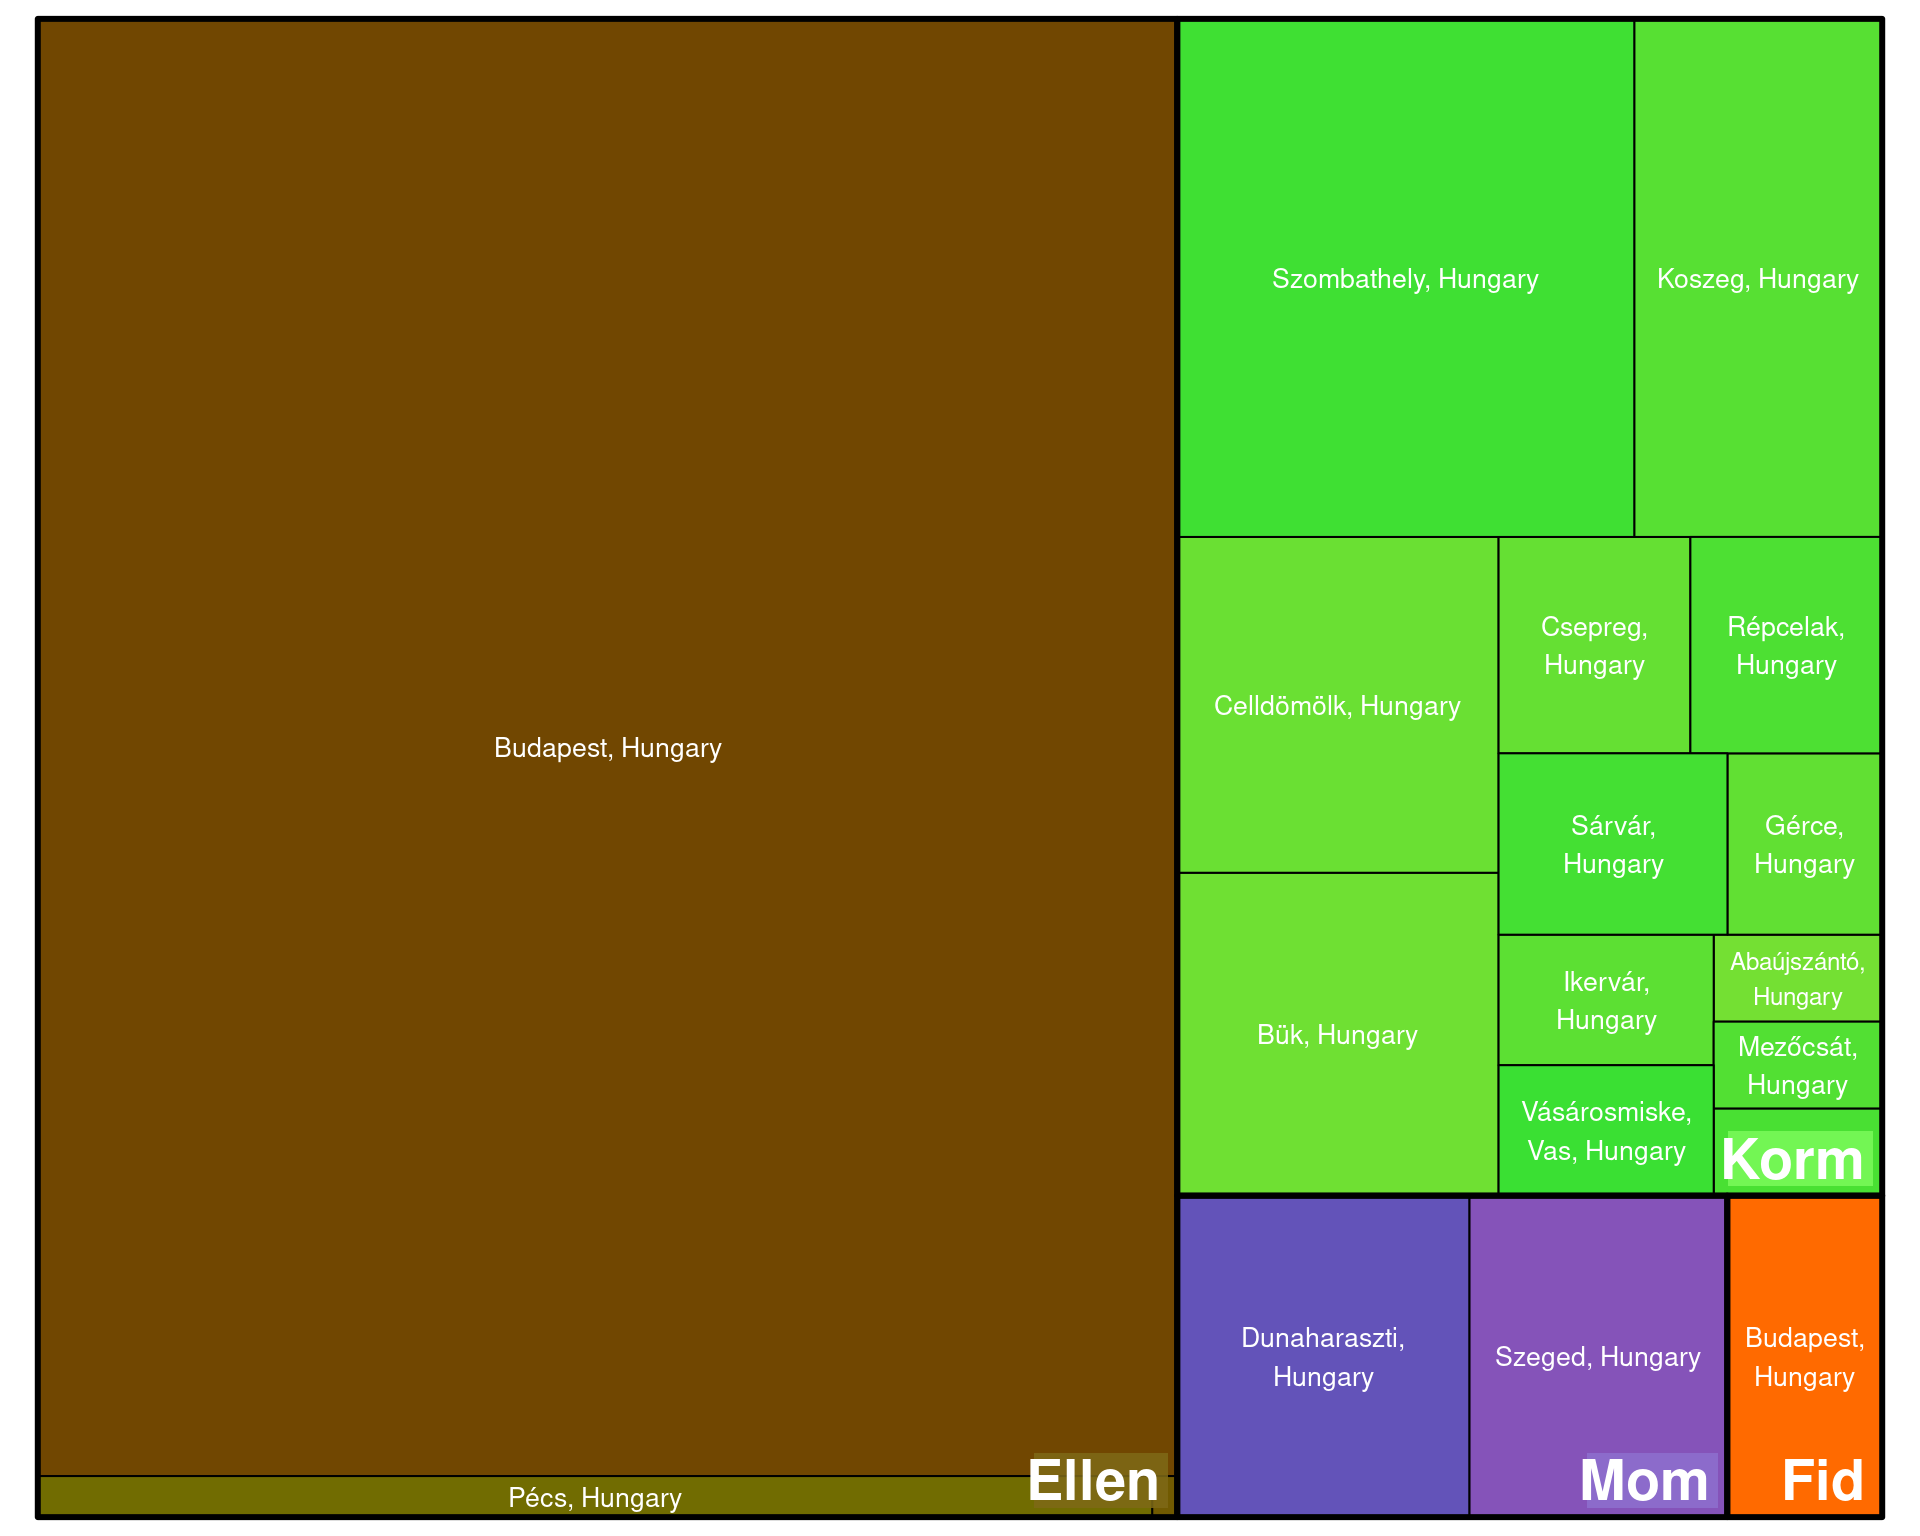 Budapest, Hungary
Pécs, Hungary
Ellen
Szombathely, Hungary
Koszeg, Hungary
Celldömölk, Hungary
Csepreg,
Hungary
Répcelak,
Hungary
Sárvár,
Hungary
Gérce,
Hungary
Bük, Hungary
Ikervár,
Hungary
Abaújszántó,
Hungary
Mezőcsát,
Hungary
Vásárosmiske,
Vas, Hungary
Korm
Dunaharaszti,
Hungary
Szeged, Hungary
Mom
Budapest,
Hungary
Fid